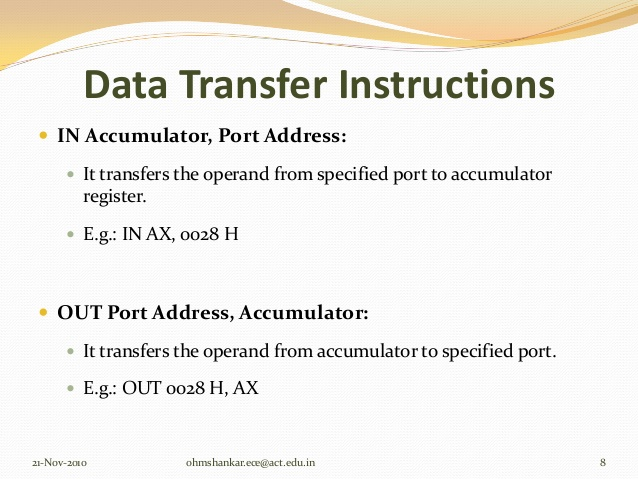 Data Transfer Instructions
IN Accumulator, Port Address:
It transfers the operand from specified port to accumulator
register.
E.g.: IN AX, 0028 H
OUT Port Address, Accumulator:
It transfers the operand from accumulator to specified port.
E.g.: OUT 0028 H, AX
21-Nov-2010 ohmshankar.ece@act.edu.in 8